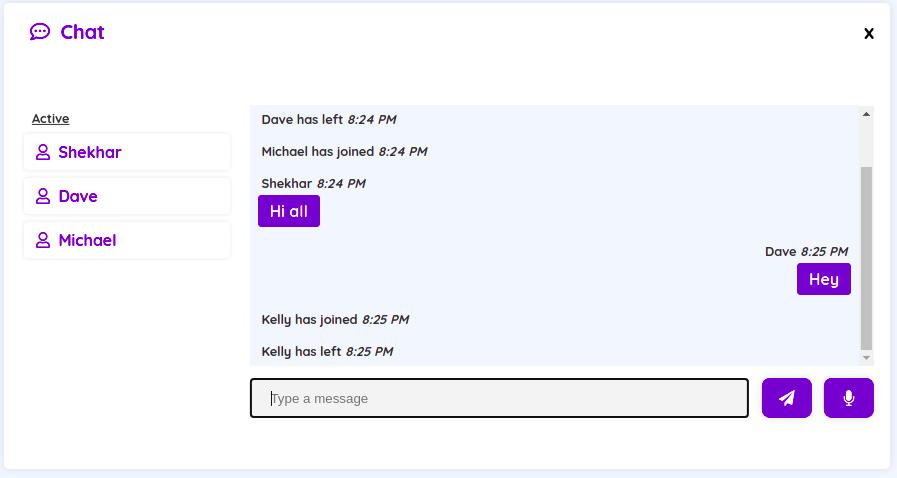 Chat
x
Active
Shekhar
Dave
Michael
Dave has left 8:24 PM
Michael has joined 8:24 PM
Shekhar 8:24 PM
Hi all
Dave 8:25 PM
Hey
Kelly has joined 8:25 PM
Kelly has left 8:25 PM
Type a message